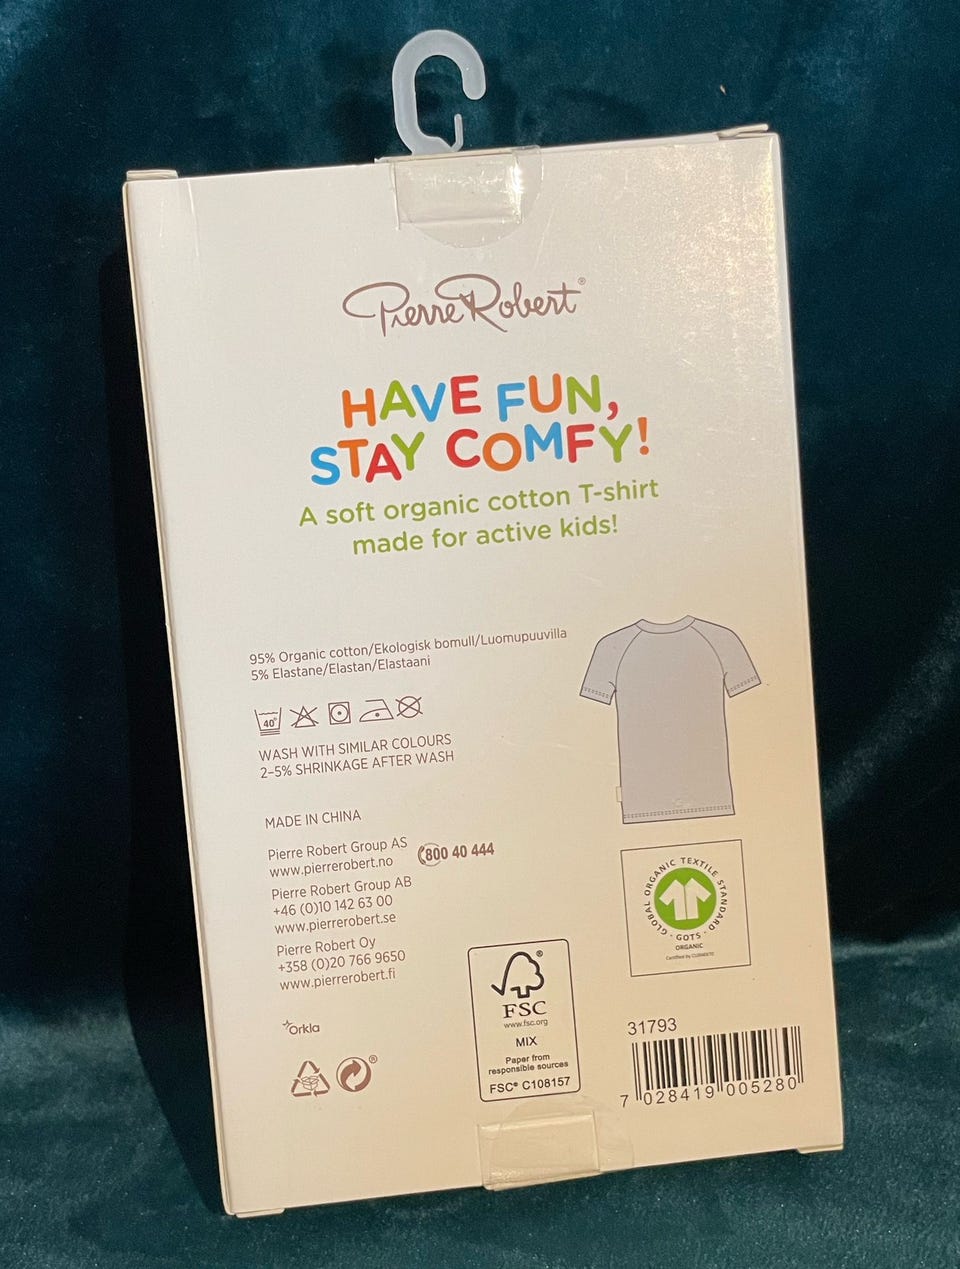 Pierre Robert®
HAVE FUN,
STAY COMFY!
A soft organic cotton T-shirt
made for active kids!
95% Organic cotton/Ekologisk bomull/Luomupuuvilla
5% Elastane/Elastan/Elastaani
40°
WASH WITH SIMILAR COLOURS
2–5% SHRINKAGE AFTER WASH
MADE IN CHINA
Pierre Robert Group AS
www.pierrerobert.no
800 40 444
Pierre Robert Group AB
+46 (0)10 142 63 00
www.pierrerobert.se
Pierre Robert Oy
+358 (0)20 766 9650
www.pierrerobert.fi
Orkla
®
FSC
www.fsc.org
MIX
Paper from
responsible sources
FSC® C108157
GLOBAL ORGANIC TEXTILE STANDARD
· GOTS ·
ORGANIC
Certified by
31793
7 028419 005280